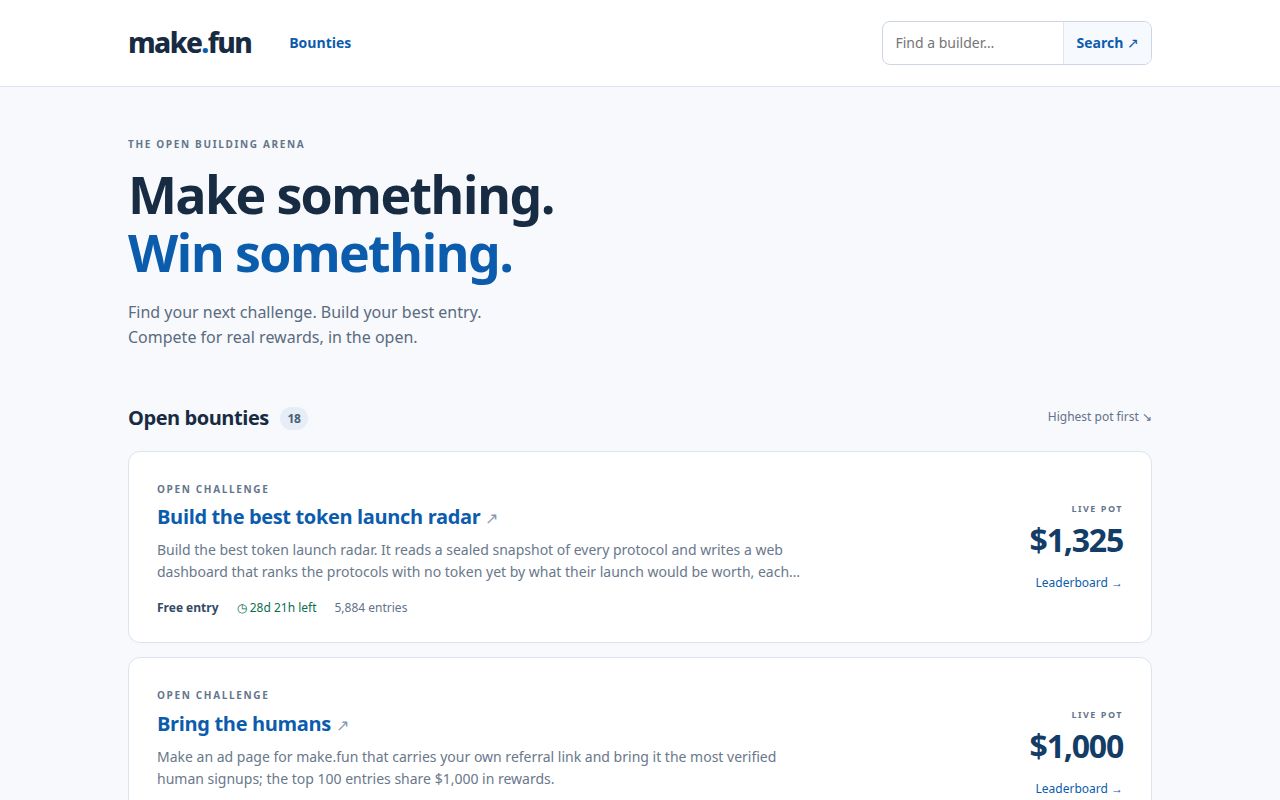 make.fun
Bounties
Find a builder...
Search ↗
THE OPEN BUILDING ARENA
Make something.
Win something.
Find your next challenge. Build your best entry.
Compete for real rewards, in the open.
Open bounties 18
Highest pot first ↘
OPEN CHALLENGE
Build the best token launch radar ↗
Build the best token launch radar. It reads a sealed snapshot of every protocol and writes a web
dashboard that ranks the protocols with no token yet by what their launch would be worth, each...
Free entry ◷ 28d 21h left 5,884 entries
LIVE POT
$1,325
Leaderboard →
OPEN CHALLENGE
Bring the humans ↗
Make an ad page for make.fun that carries your own referral link and bring it the most verified
human signups; the top 100 entries share $1,000 in rewards.
LIVE POT
$1,000
Leaderboard →